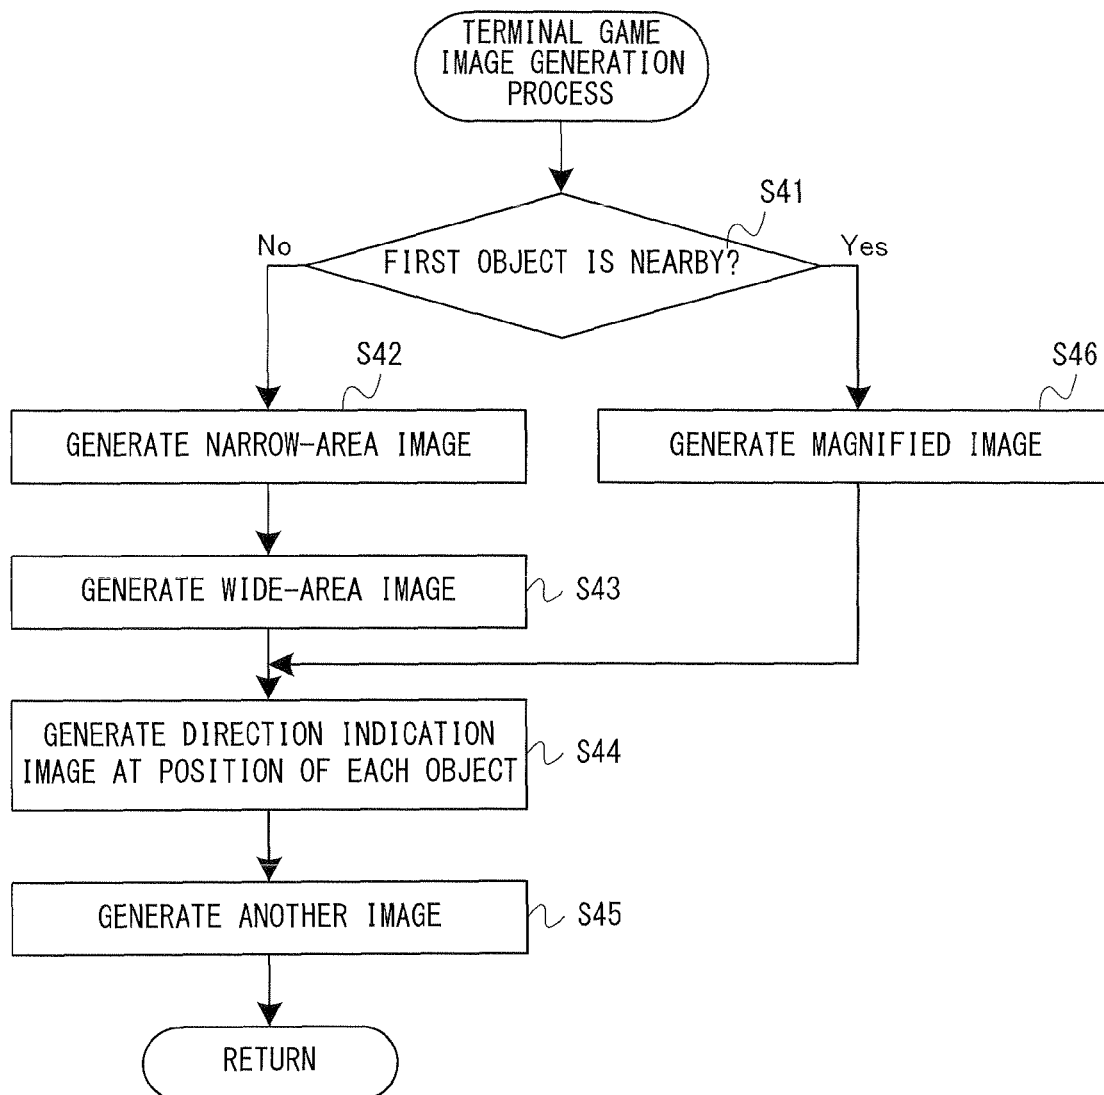 TERMINAL GAME
IMAGE GENERATION
PROCESS
S41
No
FIRST OBJECT IS NEARBY?
Yes
S42
S46
GENERATE NARROW-AREA IMAGE
GENERATE MAGNIFIED IMAGE
GENERATE WIDE-AREA IMAGE
S43
GENERATE DIRECTION INDICATION
IMAGE AT POSITION OF EACH OBJECT
S44
GENERATE ANOTHER IMAGE
S45
RETURN